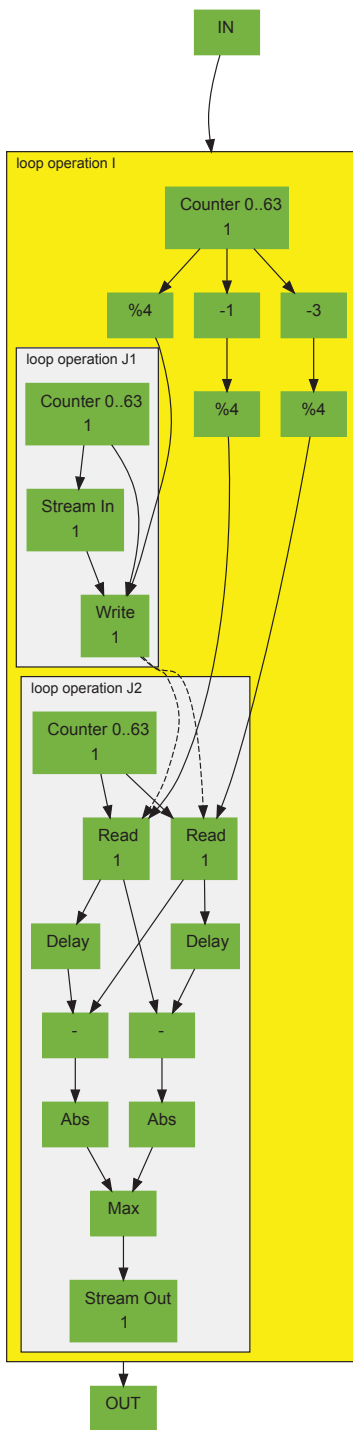 IN
loop operation I
Counter 0..63
1
%4
-1
-3
loop operation J1
%4
%4
Counter 0..63
1
Stream In
1
Write
1
loop operation J2
Counter 0..63
1
Read
1
Read
1
Delay
Delay
-
-
Abs
Abs
Max
Stream Out
1
OUT